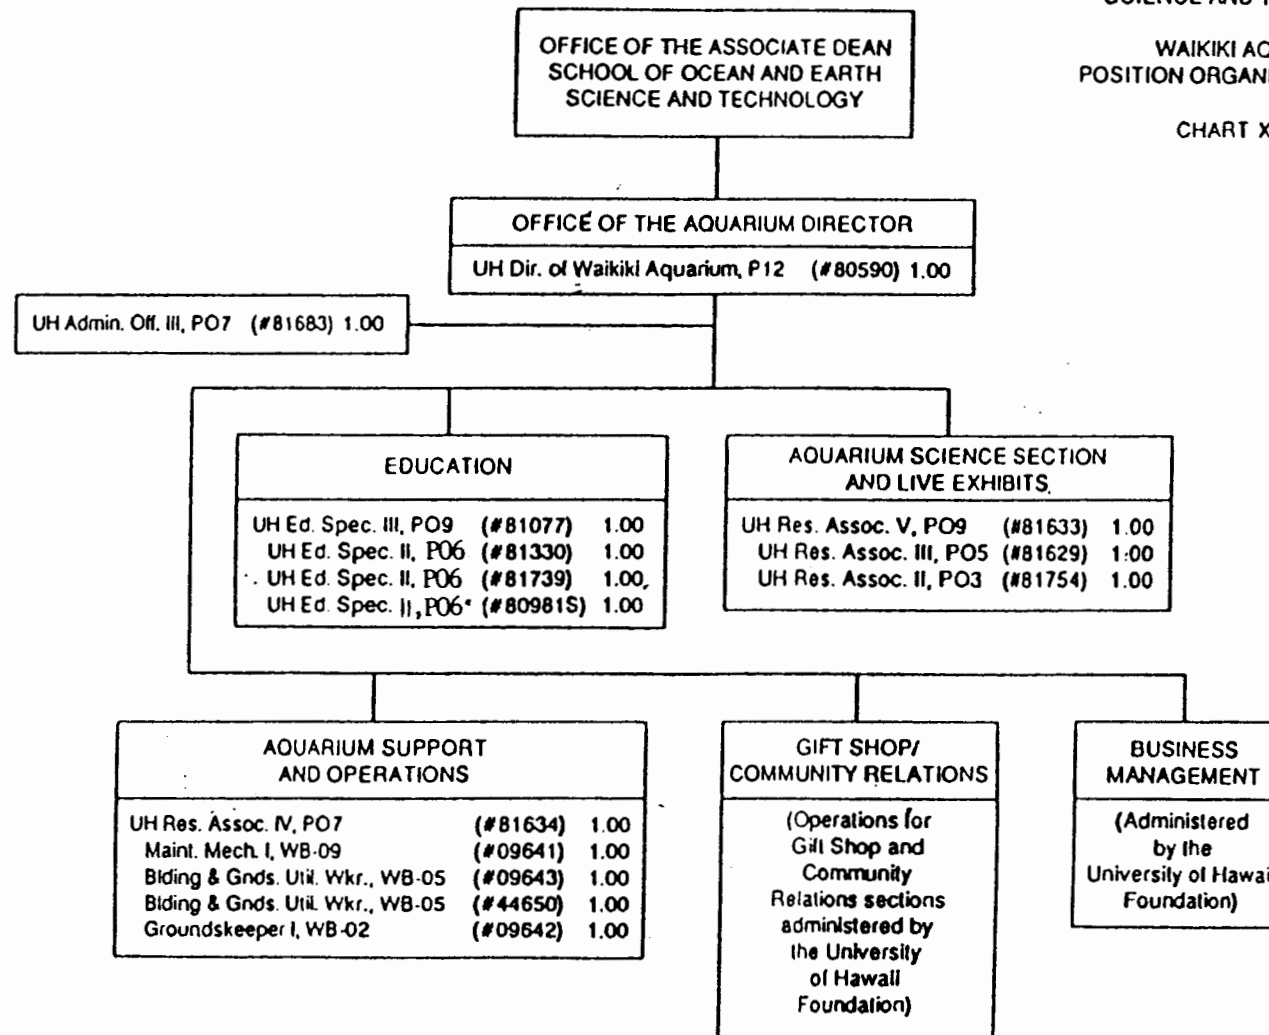 SCIENCE AND
WAIKIKI
POSITION
CHART
OFFICE OF THE ASSOCIATE DEAN
SCHOOL OF OCEAN AND EARTH
SCIENCE AND TECHNOLOGY
OFFICE OF THE AQUARIUM DIRECTOR
UH Dir. of Waikiki Aquarium, P12 (#80590) 1.00
UH Admin. Off. III, PO7 (#81683) 1.00
EDUCATION
UH Ed. Spec. III, PO9 (#81077) 1.00
UH Ed. Spec. II, PO6 (#81330) 1.00
UH Ed. Spec. II, PO6 (#81739) 1.00
UH Ed. Spec. II, PO6* (#80981S) 1.00
AQUARIUM SCIENCE SECTION
AND LIVE EXHIBITS
UH Res. Assoc. V, PO9 (#81633) 1.00
UH Res. Assoc. III, PO5 (#81629) 1.00
UH Res. Assoc. II, PO3 (#81754) 1.00
AQUARIUM SUPPORT
AND OPERATIONS
UH Res. Assoc. IV, PO7 (#81634) 1.00
Maint. Mech. I, WB-09 (#09641) 1.00
Blding & Gnds. Util. Wkr., WB-05 (#09643) 1.00
Blding & Gnds. Util. Wkr., WB-05 (#44650) 1.00
Groundskeeper I, WB-02 (#09642) 1.00
GIFT SHOP/
COMMUNITY RELATIONS
(Operations for
Gift Shop and
Community
Relations sections
administered by
the University
of Hawaii
Foundation)
BUSINESS
MANAGEMENT
(Administered
by the
University of Hawaii
Foundation)